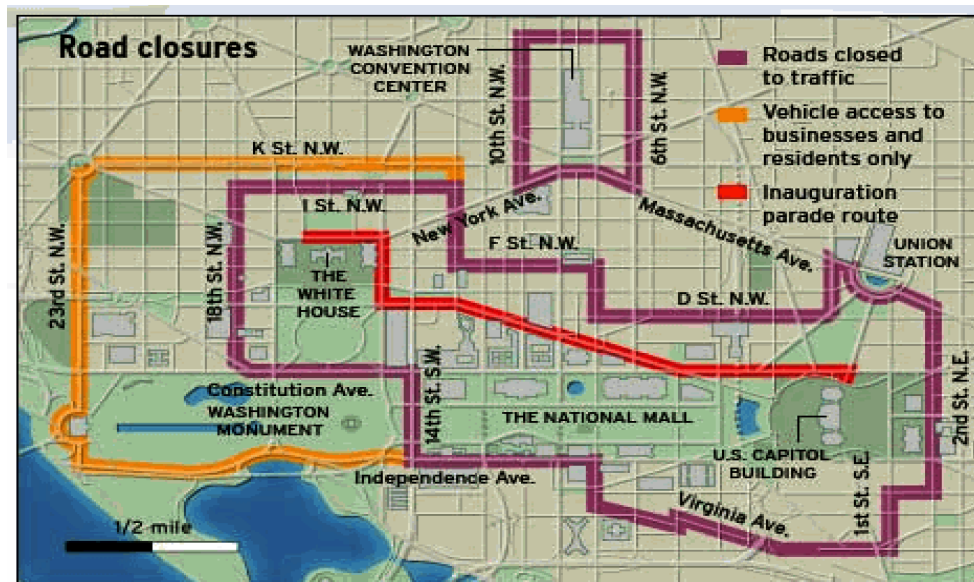 Road closures
WASHINGTON
CONVENTION
CENTER
10th St. N.W.
6th St. N.W.
Roads closed
to traffic
Vehicle access to
businesses and
residents only
Inauguration
parade route
K St. N.W.
I St. N.W.
New York Ave.
Massachusetts Ave.
F St. N.W.
UNION
STATION
23rd St. N.W.
18th St. N.W.
THE
WHITE
HOUSE
D St. N.W.
Constitution Ave.
WASHINGTON
MONUMENT
14th St. S.W.
THE NATIONAL MALL
2nd St. N.E.
U.S. CAPITOL
BUILDING
1st St. S.E.
Independence Ave.
Virginia Ave.
1/2 mile